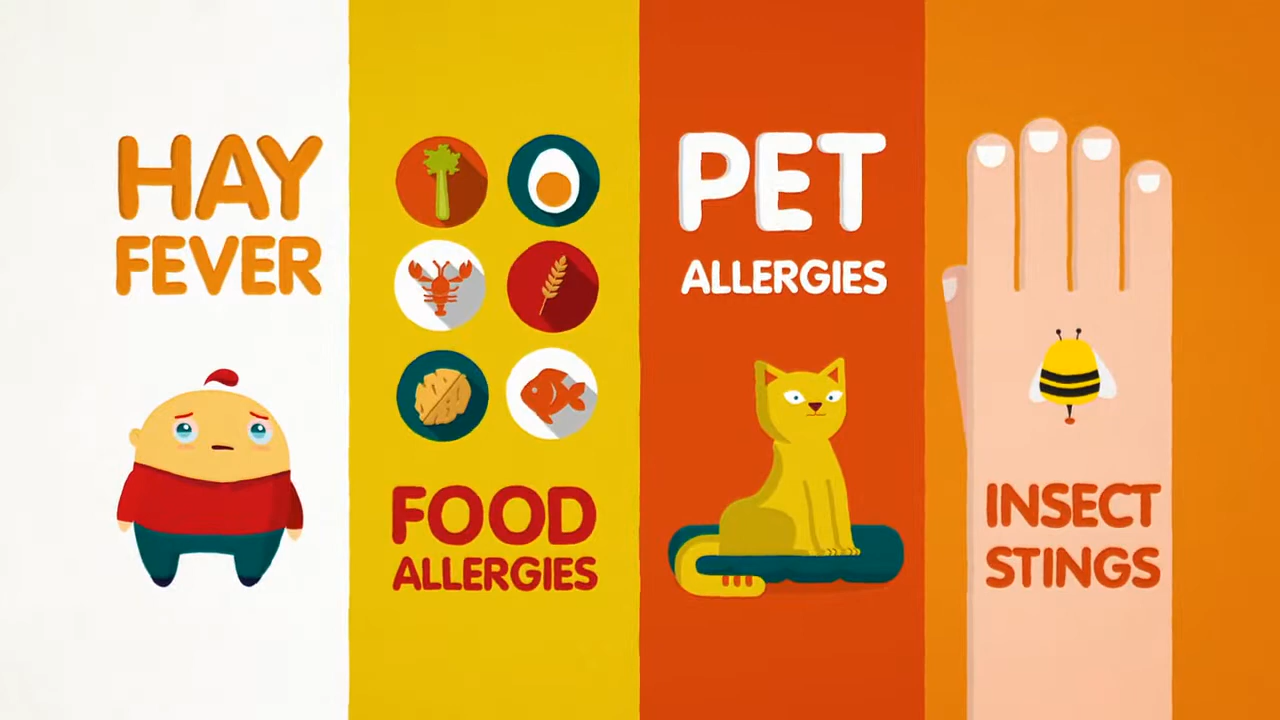 HAY
FEVER
FOOD
ALLERGIES
PET
ALLERGIES
INSECT
STINGS